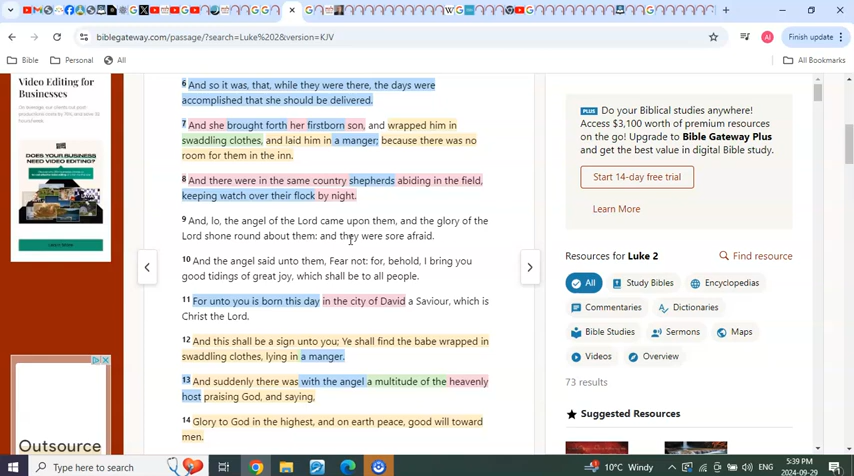 Finish update
biblegateway.com/passage/?search=Luke%202&version=KJV
AI
Bible
Personal
All
All Bookmarks
Video Editing for
Businesses
DOES YOUR
BUSINESS NEED
VIDEO EDITING?
Outsource
6 And so it was, that, while they were there, the days were
accomplished that she should be delivered.
7 And she brought forth her firstborn son, and wrapped him in
swaddling clothes, and laid him in a manger; because there was no
room for them in the inn.
8 And there were in the same country shepherds abiding in the field,
keeping watch over their flock by night.
9 And, lo, the angel of the Lord came upon them, and the glory of the
Lord shone round about them: and they were sore afraid.
10 And the angel said unto them, Fear not: for, behold, I bring you
good tidings of great joy, which shall be to all people.
11 For unto you is born this day in the city of David a Saviour, which is
Christ the Lord.
12 And this shall be a sign unto you; Ye shall find the babe wrapped in
swaddling clothes, lying in a manger.
13 And suddenly there was with the angel a multitude of the heavenly
host praising God, and saying,
14 Glory to God in the highest, and on earth peace, good will toward
men.
PLUS Do your Biblical studies anywhere!
Access $3,100 worth of premium resources
on the go! Upgrade to Bible Gateway Plus
and get the best value in digital Bible study.
Start 14-day free trial
Learn More
Resources for Luke 2
Find resource
All
Study Bibles
Encyclopedias
Commentaries
Dictionaries
Bible Studies
Sermons
Maps
Videos
Overview
73 results
Suggested Resources
Type here to search
10°C Windy
ENG
5:39 PM
2024-09-29